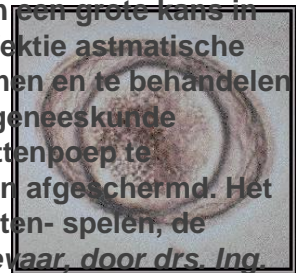 een grote kans in
ektie astmatische
en en te behandelen
geneeskunde
ttenpoep te
n afgeschermd. Het
ten- spelen, de
vaar, door drs. Ing.